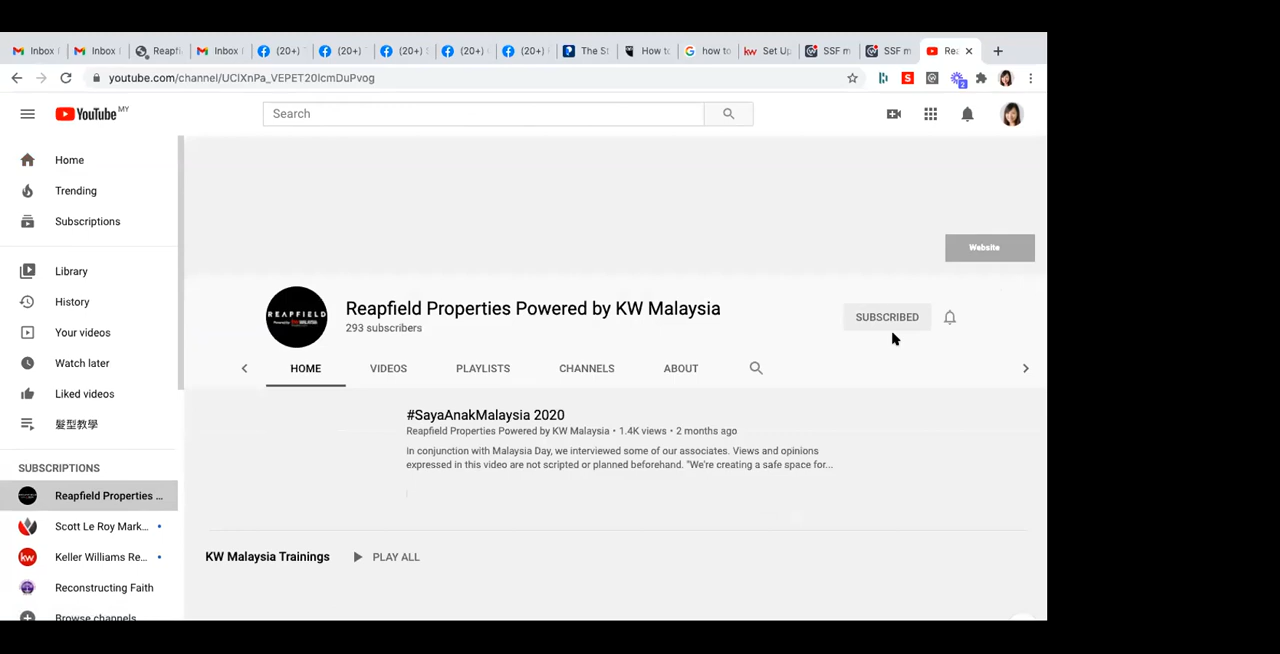 Inbox
Inbox
Reapfi
Inbox
(20+)
(20+)
(20+)
(20+)
(20+)
The St
How to
how to
kw Set Up
SSF m
SSF m
Rea
youtube.com/channel/UClXnPa_VEPET20IcmDuPvog
S
2
YouTube MY
Search
Home
Trending
Subscriptions
Library
History
Your videos
Watch later
Liked videos
髮型教學
SUBSCRIPTIONS
Reapfield Properties ...
Scott Le Roy Mark...
kw Keller Williams Re...
Reconstructing Faith
Browse channels
Website
REAPFIELD
Reapfield Properties Powered by KW Malaysia
293 subscribers
SUBSCRIBED
HOME VIDEOS PLAYLISTS CHANNELS ABOUT
#SayaAnakMalaysia 2020
Reapfield Properties Powered by KW Malaysia • 1.4K views • 2 months ago
In conjunction with Malaysia Day, we interviewed some of our associates. Views and opinions
expressed in this video are not scripted or planned beforehand. "We're creating a safe space for...
KW Malaysia Trainings PLAY ALL